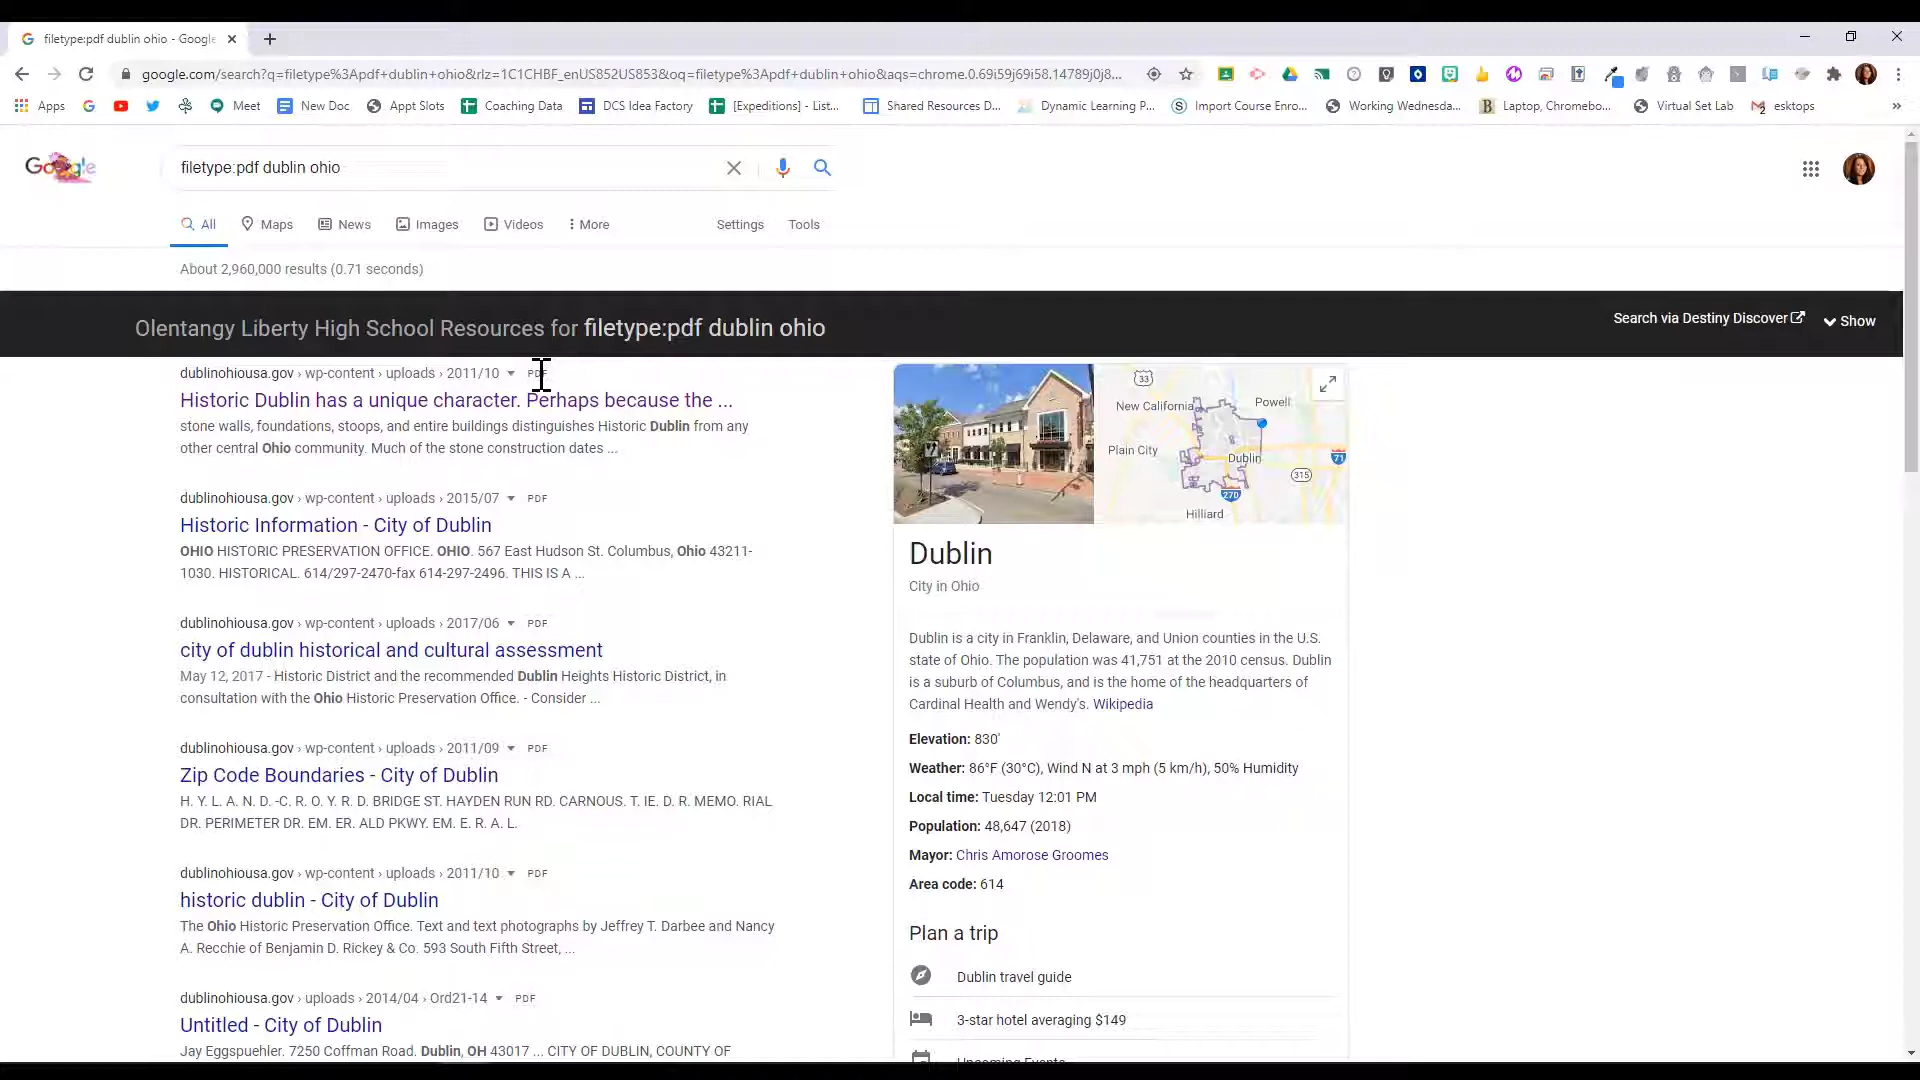 filetype:pdf dublin ohio - Google
google.com/search?q=filetype%3Apdf+dublin+ohio&rlz=1C1CHBF_enUS852US853&oq=filetype%3Apdf+dublin+ohio&aqs=chrome.0.69i59j69i58.14789j0j8...
Apps Meet New Doc Appt Slots Coaching Data DCS Idea Factory [Expeditions) - List... Shared Resources D... Dynamic Learning P... Import Course Enro... Working Wednesda... Laptop, Chromebo... Virtual Set Lab esktops »
Google filetype:pdf dublin ohio
All Maps News Images Videos More Settings Tools
About 2,960,000 results (0.71 seconds)
Olentangy Liberty High School Resources for filetype:pdf dublin ohio
Search via Destiny Discover Show
dublinohiousa.gov › wp-content › uploads › 2011/10 PDF
Historic Dublin has a unique character. Perhaps because the ...
stone walls, foundations, stoops, and entire buildings distinguishes Historic Dublin from any
other central Ohio community. Much of the stone construction dates ...
dublinohiousa.gov › wp-content › uploads › 2015/07 PDF
Historic Information - City of Dublin
OHIO HISTORIC PRESERVATION OFFICE. OHIO. 567 East Hudson St. Columbus, Ohio 43211-
1030. HISTORICAL. 614/297-2470-fax 614-297-2496. THIS IS A ...
dublinohiousa.gov › wp-content › uploads › 2017/06 PDF
city of dublin historical and cultural assessment
May 12, 2017 - Historic District and the recommended Dublin Heights Historic District, in
consultation with the Ohio Historic Preservation Office. - Consider ...
dublinohiousa.gov › wp-content › uploads › 2011/09 PDF
Zip Code Boundaries - City of Dublin
H. Y. L. A. N. D. -C. R. O. Y. R. D. BRIDGE ST. HAYDEN RUN RD. CARNOUS. T. IE. D. R. MEMO. RIAL
DR. PERIMETER DR. EM. ER. ALD PKWY. EM. E. R. A. L.
dublinohiousa.gov › wp-content › uploads › 2011/10 PDF
historic dublin - City of Dublin
The Ohio Historic Preservation Office. Text and text photographs by Jeffrey T. Darbee and Nancy
A. Recchie of Benjamin D. Rickey & Co. 593 South Fifth Street, ...
dublinohiousa.gov › uploads › 2014/04 › Ord21-14 PDF
Untitled - City of Dublin
Jay Eggspuehler. 7250 Coffman Road. Dublin, OH 43017 ... CITY OF DUBLIN, COUNTY OF
33
New California
Powell
Plain City
Dublin
71
315
270
Hilliard
Dublin
City in Ohio
Dublin is a city in Franklin, Delaware, and Union counties in the U.S.
state of Ohio. The population was 41,751 at the 2010 census. Dublin
is a suburb of Columbus, and is the home of the headquarters of
Cardinal Health and Wendy's. Wikipedia
Elevation: 830'
Weather: 86°F (30°C), Wind N at 3 mph (5 km/h), 50% Humidity
Local time: Tuesday 12:01 PM
Population: 48,647 (2018)
Mayor: Chris Amorose Groomes
Area code: 614
Plan a trip
Dublin travel guide
3-star hotel averaging $149
Upcoming Events